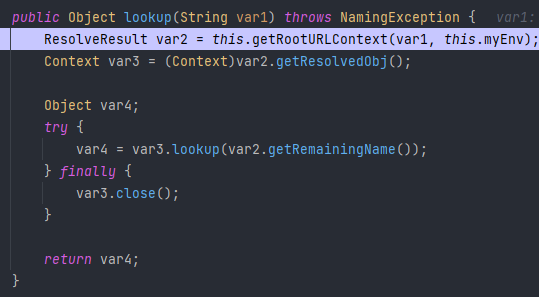 public Object lookup(String var1) throws NamingException {   var1:
    ResolveResult var2 = this.getRootURLContext(var1, this.myEnv);
    Context var3 = (Context)var2.getResolvedObj();
    Object var4;
    try {
        var4 = var3.lookup(var2.getRemainingName());
    } finally {
        var3.close();
    }
    return var4;
}